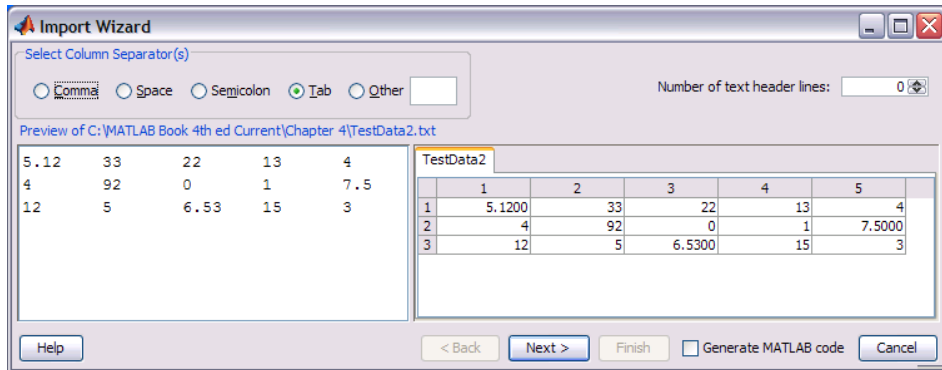 Import Wizard
Select Column Separator(s)
Comma Space Semicolon Tab Other
Number of text header lines: 0
Preview of C:\MATLAB Book 4th ed Current\Chapter 4\TestData2.txt
5.12 33 22 13 4
4 92 0 1 7.5
12 5 6.53 15 3
TestData2
1 2 3 4 5
1 5.1200 33 22 13 4
2 4 92 0 1 7.5000
3 12 5 6.5300 15 3
Help < Back Next > Finish Generate MATLAB code Cancel